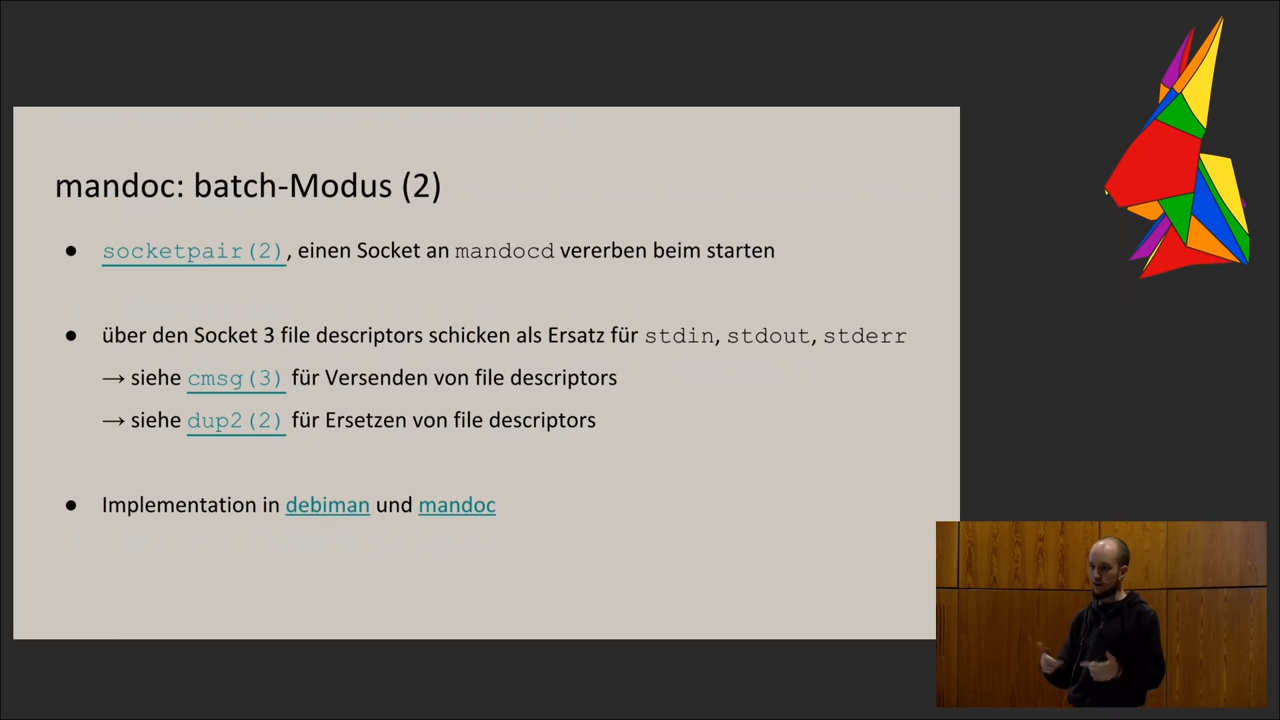 mandoc: batch-Modus (2)
● socketpair(2), einen Socket an mandocd vererben beim starten
● über den Socket 3 file descriptors schicken als Ersatz für stdin, stdout, stderr
→ siehe cmsg(3) für Versenden von file descriptors
→ siehe dup2(2) für Ersetzen von file descriptors
● Implementation in debiman und mandoc